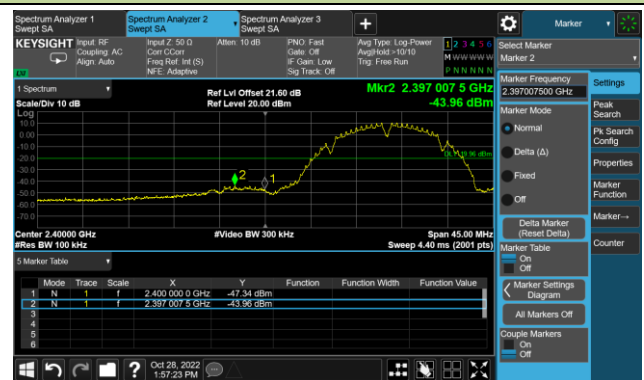 Spectrum Analyzer 1
Swept SA
Spectrum Analyzer 2
Swept SA
Spectrum Analyzer 3
Swept SA
Marker
KEYSIGHT
Input: RF
Coupling: AC
Align: Auto
Input Z: 50 Ω
Corr CCorr
Freq Ref: Int (S)
NFE: Adaptive
Atten: 10 dB
PNO: Fast
Gate: Off
IF Gain: Low
Sig Track: Off
Avg Type: Log-Power
Avg|Hold:>10/10
Trig: Free Run
1 2 3 4 5 6
M W W W W W
P N N N N N
LXI
Select Marker
Marker 2
1 Spectrum
Scale/Div 10 dB
Log
Ref Lvl Offset 21.60 dB
Ref Level 20.00 dBm
Mkr2 2.397 007 5 GHz
-43.96 dBm
10.0
0.00
-10.0
-20.0
-30.0
-40.0
-50.0
-60.0
-70.0
2
1
Center 2.40000 GHz
#Res BW 100 kHz
#Video BW 300 kHz
Span 45.00 MHz
Sweep 4.40 ms (2001 pts)
Marker Frequency
2.397007500 GHz
Marker Mode
Normal
Delta (Δ)
Fixed
Off
Delta Marker
(Reset Delta)
Marker Table
On
Off
Marker Settings
Diagram
All Markers Off
Couple Markers
On
Off
Settings
Peak
Search
Pk Search
Config
Properties
Marker
Function
Marker→
Counter
5 Marker Table
Mode Trace Scale X Y Function Function Width Function Value
1 N 1 f 2.400 000 0 GHz -47.34 dBm
2 N 1 f 2.397 007 5 GHz -43.96 dBm
3
4
5
6
?
Oct 28, 2022
1:57:23 PM